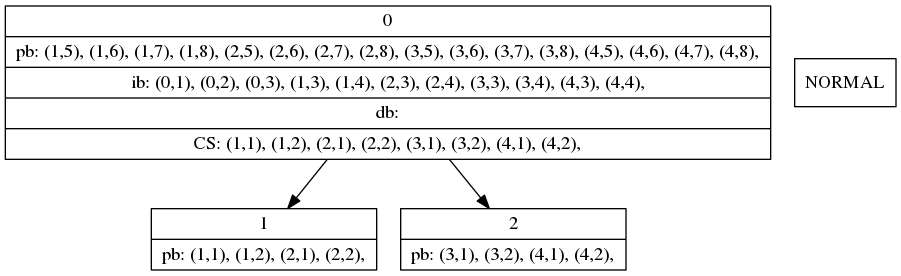 0
pb: (1,5), (1,6), (1,7), (1,8), (2,5), (2,6), (2,7), (2,8), (3,5), (3,6), (3,7), (3,8), (4,5), (4,6), (4,7), (4,8),
ib: (0,1), (0,2), (0,3), (1,3), (1,4), (2,3), (2,4), (3,3), (3,4), (4,3), (4,4),
db:
CS: (1,1), (1,2), (2,1), (2,2), (3,1), (3,2), (4,1), (4,2),
NORMAL
1
pb: (1,1), (1,2), (2,1), (2,2),
2
pb: (3,1), (3,2), (4,1), (4,2),